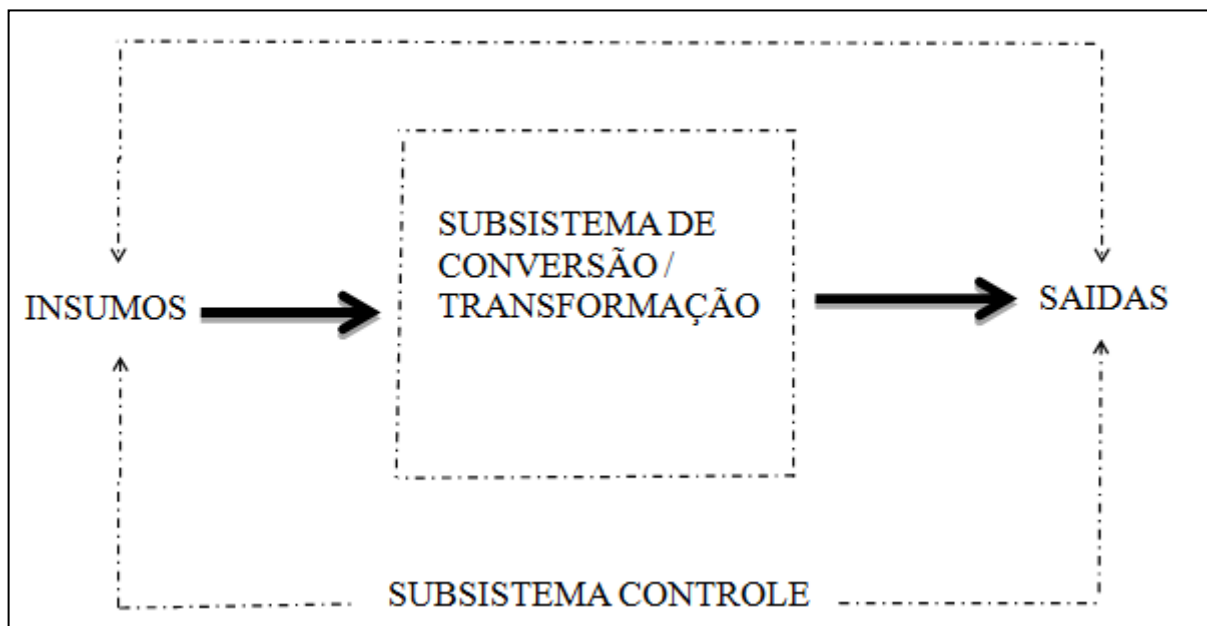 SUBSISTEMA DE
CONVERSÃO /
TRANSFORMAÇÃO
INSUMOS
SAIDAS
SUBSISTEMA CONTROLE